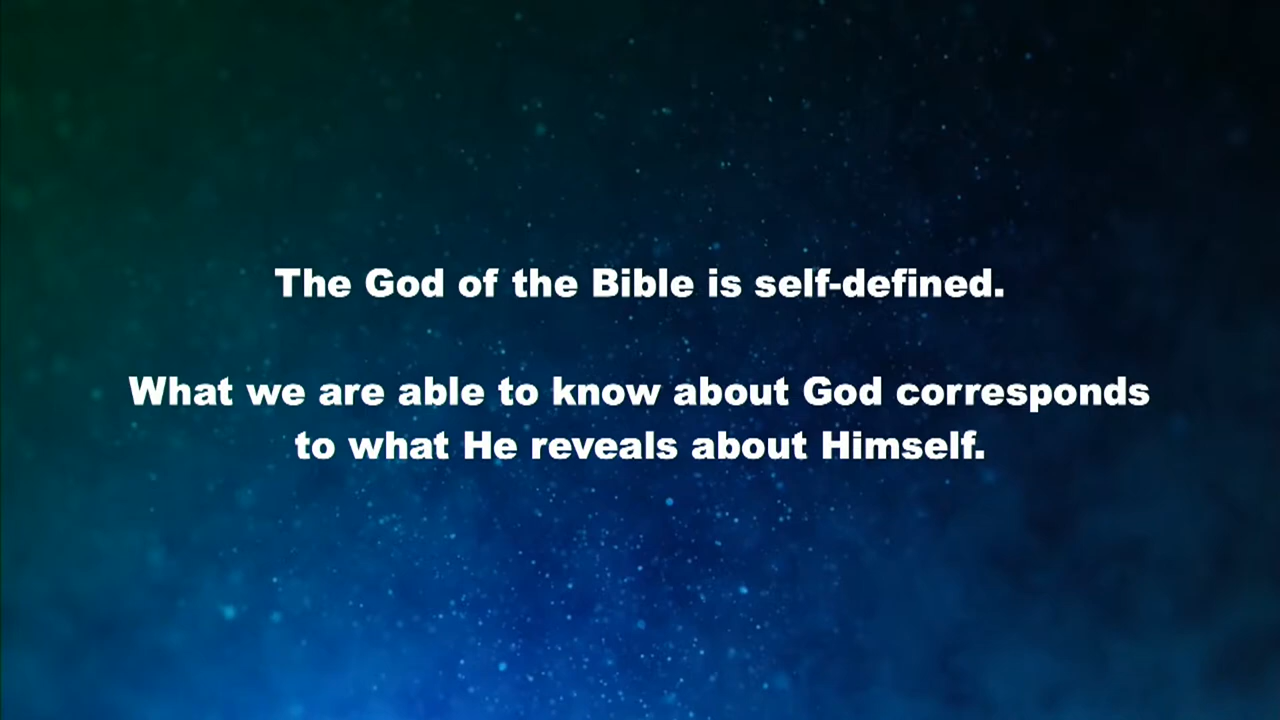 The God of the Bible is self-defined.
What we are able to know about God corresponds
to what He reveals about Himself.